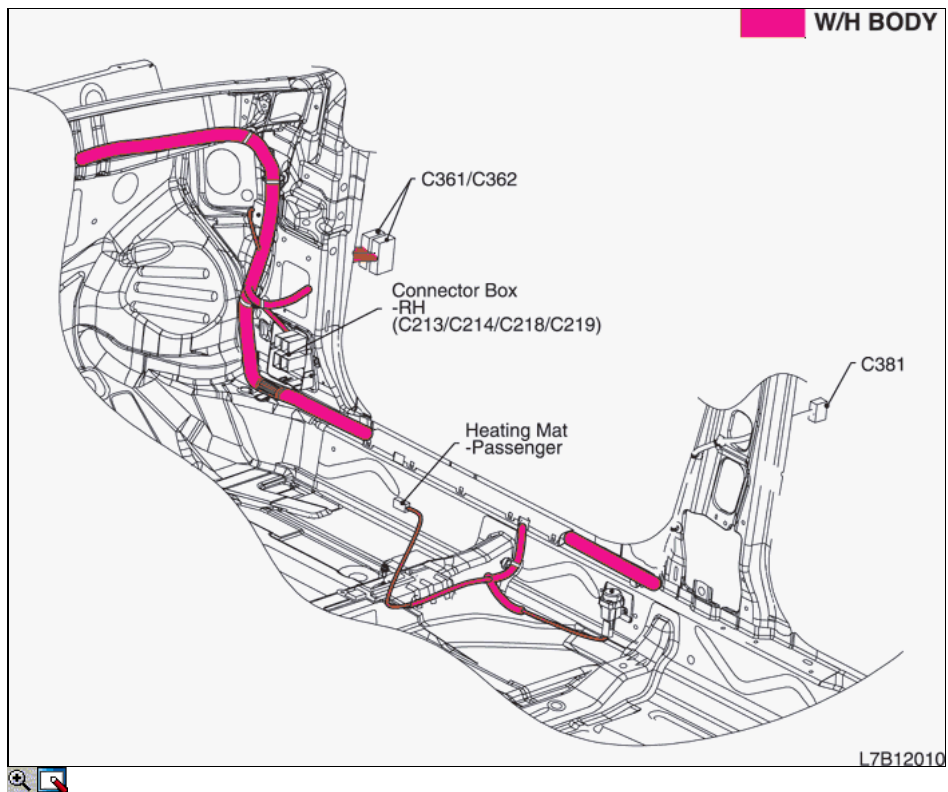 W/H BODY
C361/C362
Connector Box
-RH
(C213/C214/C218/C219)
C381
Heating Mat
-Passenger
L7B12010